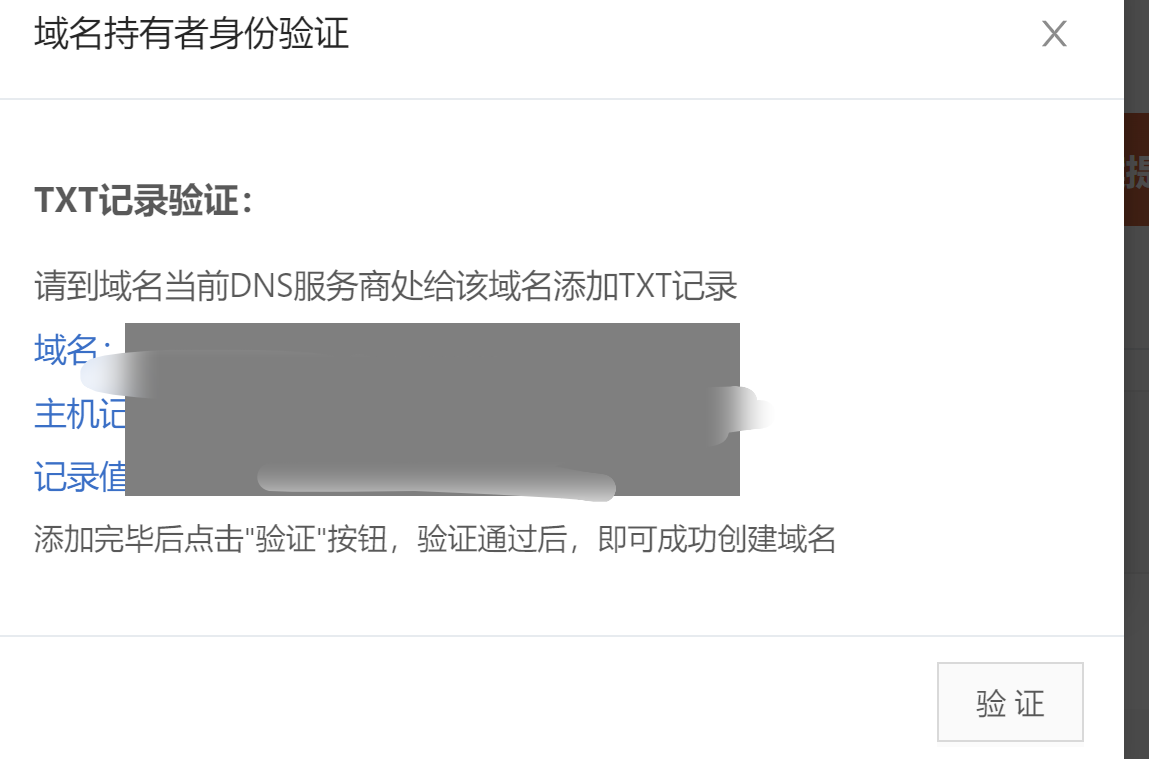 域名持有者身份验证
TXT记录验证：
请到域名当前DNS服务商处给该域名添加TXT记录
域名：
主机记
记录值
添加完毕后点击"验证"按钮，验证通过后，即可成功创建域名
提
验 证